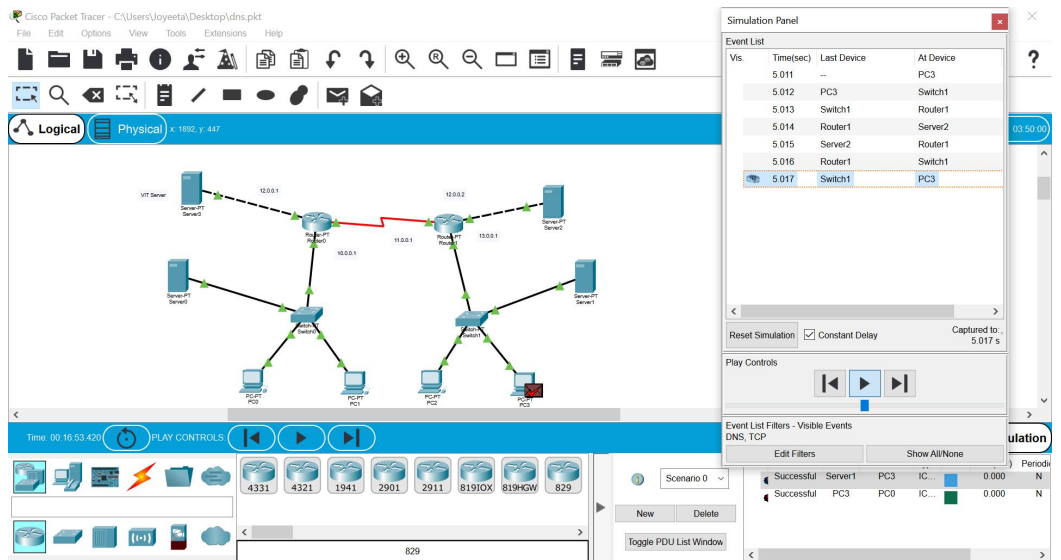 Cisco Packet Tracer - C:\Users\Joyeeta\Desktop\dns.pkt
File Edit Options View Tools Extensions Help
Logical
Physical
x: 1892, y: 447
03:50:00
VIT Server
12.0.0.1
Server-PT
Server3
Router-PT
Router0
10.0.0.1
11.0.0.1
12.0.0.2
Router-PT
Router1
13.0.0.1
Server-PT
Server2
Server-PT
Server0
Server-PT
Server1
Switch-PT
Switch0
Switch-PT
Switch1
PC-PT
PC0
PC-PT
PC1
PC-PT
PC2
PC-PT
PC3
Simulation Panel
Event List
Vis. Time(sec) Last Device At Device
5.011 -- PC3
5.012 PC3 Switch1
5.013 Switch1 Router1
5.014 Router1 Server2
5.015 Server2 Router1
5.016 Router1 Switch1
5.017 Switch1 PC3
Reset Simulation
Constant Delay
Captured to:
5.017 s
Play Controls
Event List Filters - Visible Events
DNS, TCP
Edit Filters Show All/None
Time: 00:16:53.420
PLAY CONTROLS:
ulation
4331 4321 1941 2901 2911 819IOX 819HGW 829
829
Scenario 0
New Delete
Toggle PDU List Window
) Periodi
Successful Server1 PC3 IC... 0.000 N
Successful PC3 PC0 IC... 0.000 N